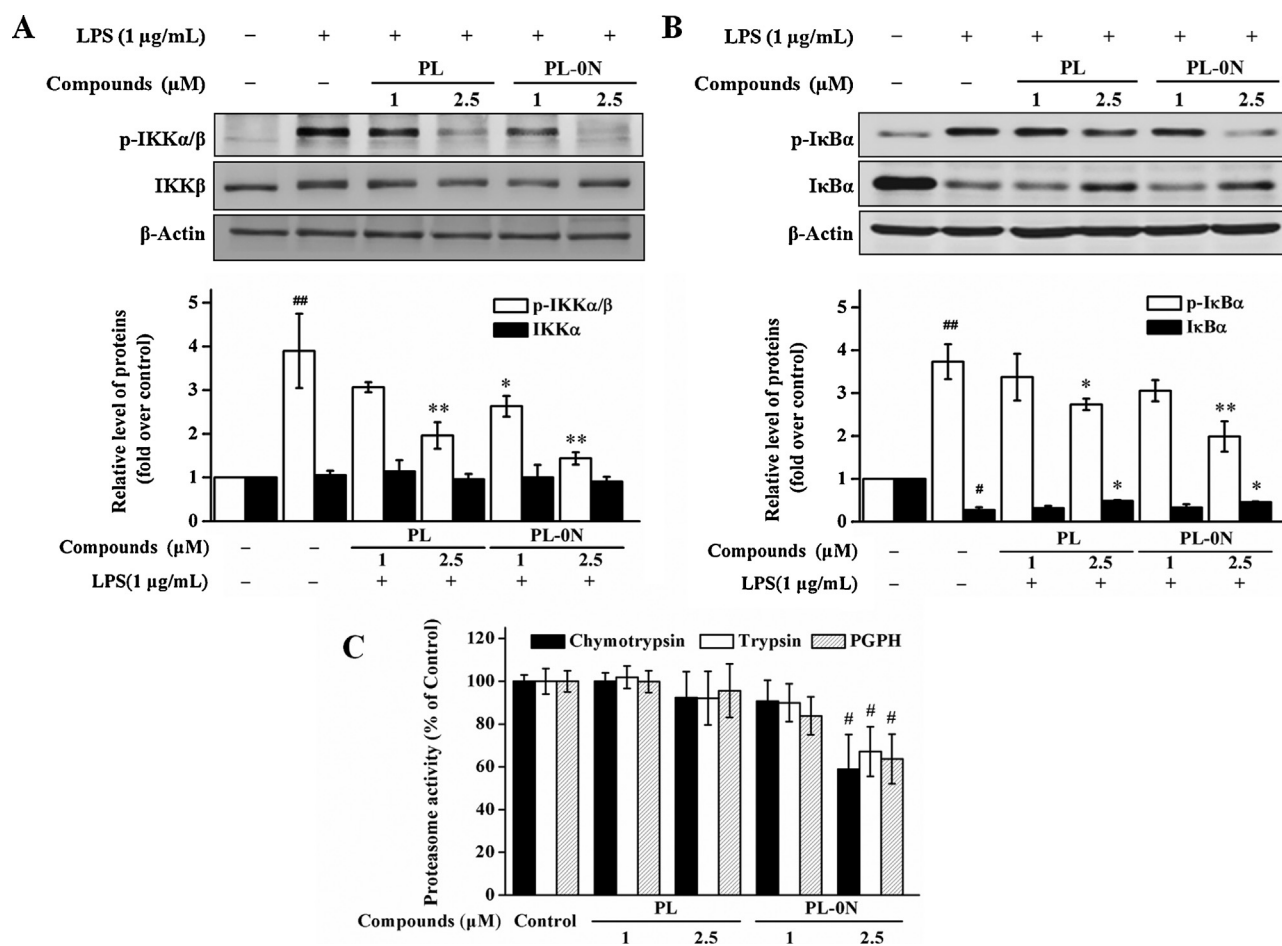 A
LPS (1 μg/mL) – + + + + +
PL PL-0N
Compounds (μM) – – 1 2.5 1 2.5
p-IKKα/β
IKKβ
β-Actin
Relative level of proteins
(fold over control)
5
4
3
2
1
0
## ** * **
p-IKKα/β
IKKα
PL PL-0N
Compounds (μM) – – 1 2.5 1 2.5
LPS(1 μg/mL) – – + + + +
B
LPS (1 μg/mL) – + + + + +
PL PL-0N
Compounds (μM) – – 1 2.5 1 2.5
p-IκBα
IκBα
β-Actin
Relative level of proteins
(fold over control)
5
4
3
2
1
0
## # * * ** *
p-IκBα
IκBα
PL PL-0N
Compounds (μM) – – 1 2.5 1 2.5
LPS(1 μg/mL) – – + + + +
C
Proteasome activity (% of Control)
120
100
80
60
40
20
0
Chymotrypsin Trypsin PGPH
# # #
PL PL-0N
Compounds (μM) Control 1 2.5 1 2.5